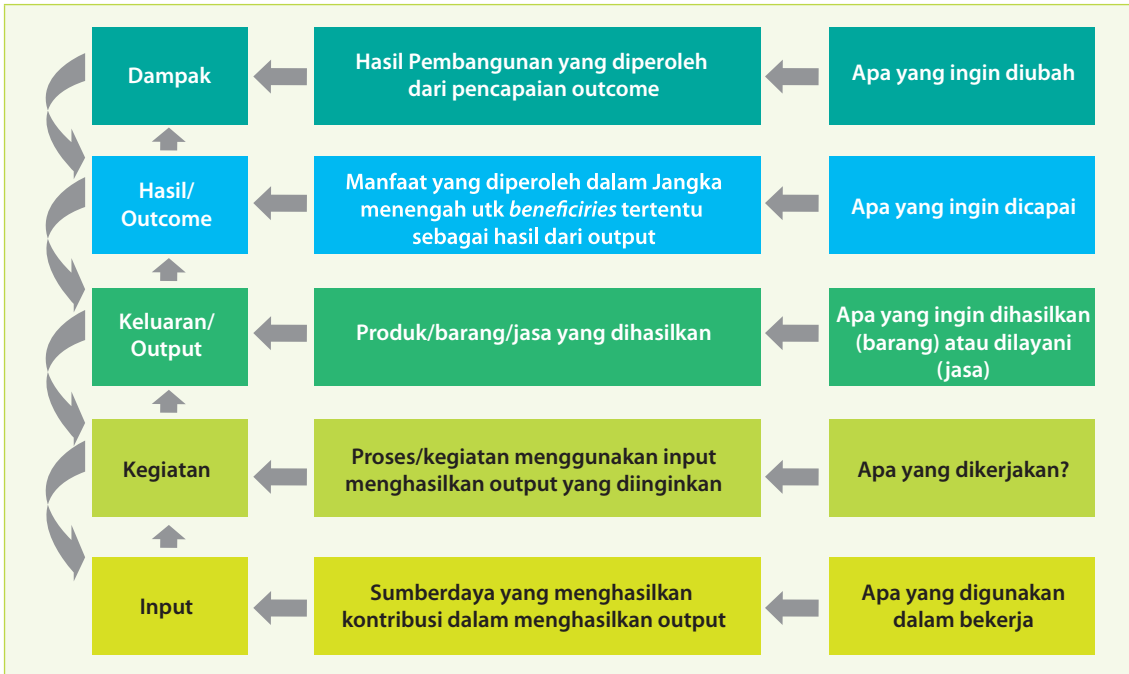 Dampak
Hasil Pembangunan yang diperoleh
dari pencapaian outcome
Apa yang ingin diubah
Hasil/
Outcome
Manfaat yang diperoleh dalam Jangka
menengah utk beneficiries tertentu
sebagai hasil dari output
Apa yang ingin dicapai
Keluaran/
Output
Produk/barang/jasa yang dihasilkan
Apa yang ingin dihasilkan
(barang) atau dilayani
(jasa)
Kegiatan
Proses/kegiatan menggunakan input
menghasilkan output yang diinginkan
Apa yang dikerjakan?
Input
Sumberdaya yang menghasilkan
kontribusi dalam menghasilkan output
Apa yang digunakan
dalam bekerja